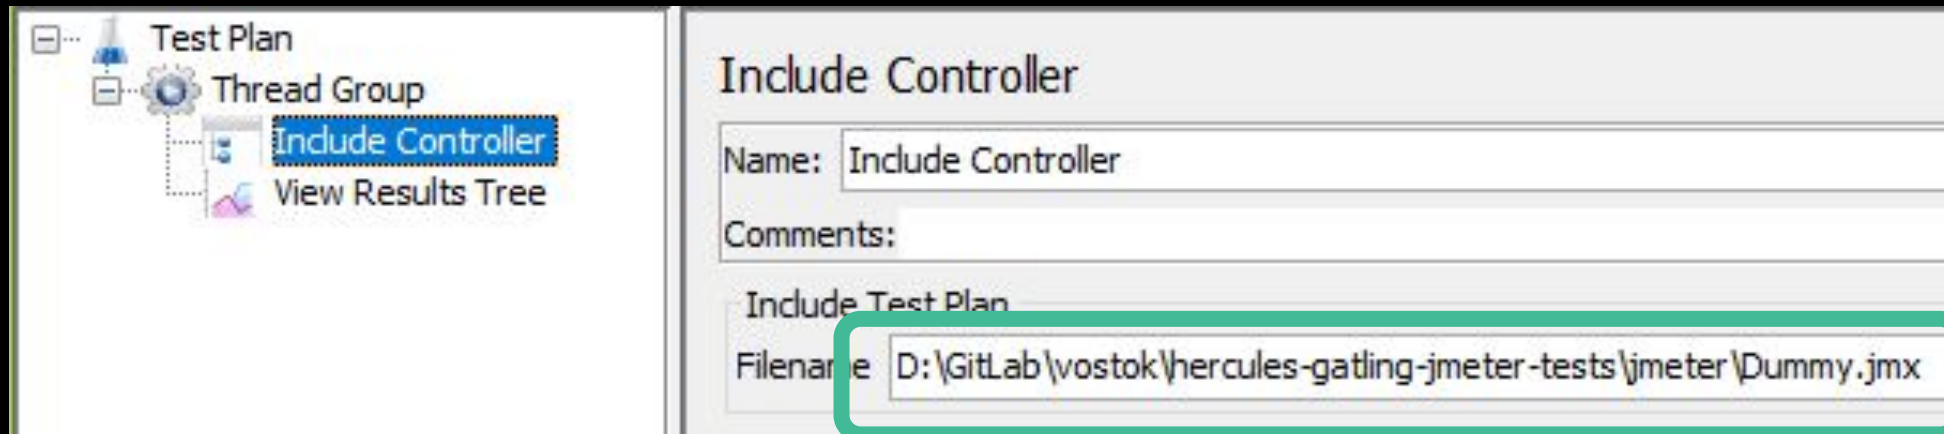 Test Plan
Thread Group
Include Controller
View Results Tree
Include Controller
Name: Include Controller
Comments:
Include Test Plan
Filename D:\GitLab\vostok\hercules-gatling-jmeter-tests\jmeter\Dummy.jmx